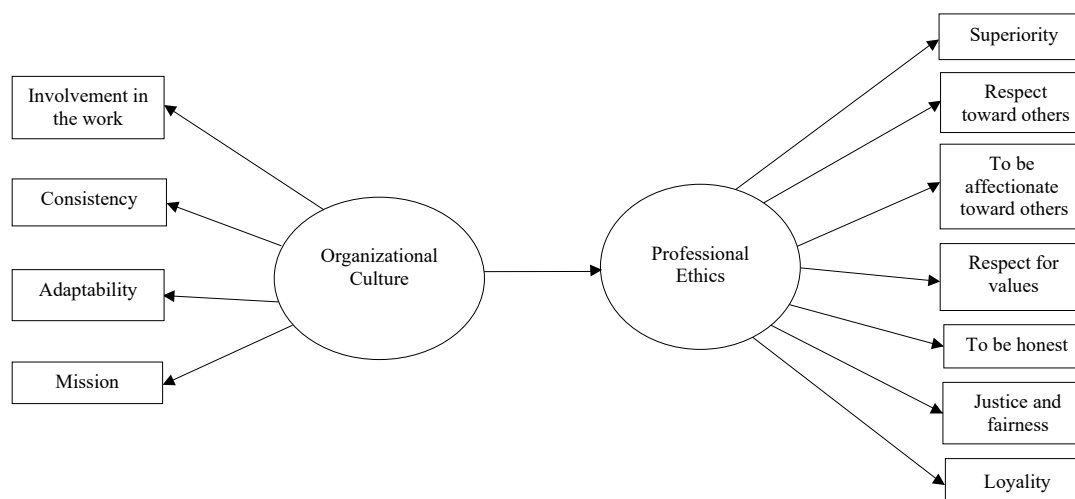 Involvement in
the work
Consistency
Adaptability
Mission
Organizational
Culture
Professional
Ethics
Superiority
Respect
toward others
To be
affectionate
toward others
Respect for
values
To be honest
Justice and
fairness
Loyality